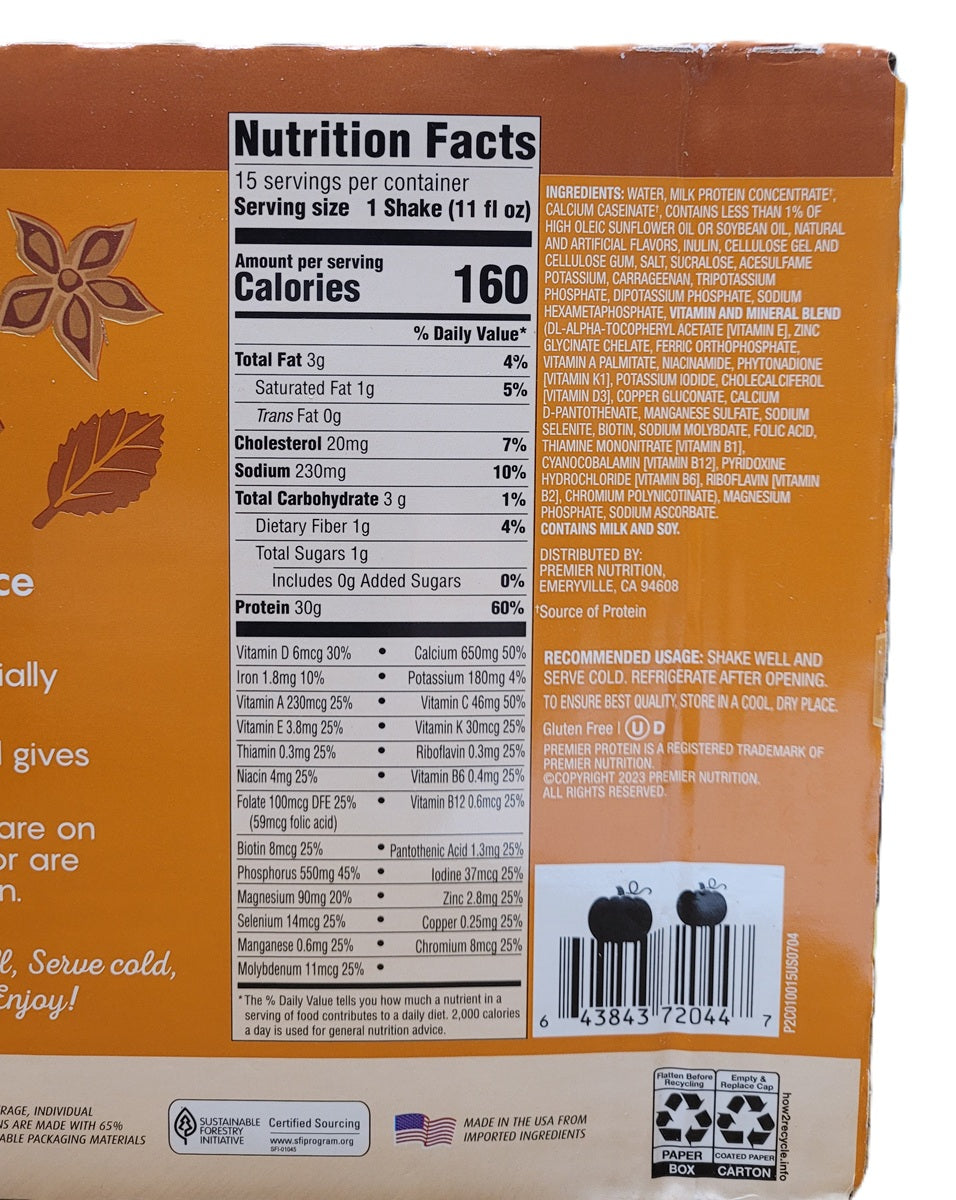 Nutrition Facts
15 servings per container
Serving size 1 Shake (11 fl oz)
Amount per serving
Calories 160
% Daily Value*
Total Fat 3g 4%
Saturated Fat 1g 5%
Trans Fat 0g
Cholesterol 20mg 7%
Sodium 230mg 10%
Total Carbohydrate 3 g 1%
Dietary Fiber 1g 4%
Total Sugars 1g
Includes 0g Added Sugars 0%
Protein 30g 60%
Vitamin D 6mcg 30% • Calcium 650mg 50%
Iron 1.8mg 10% • Potassium 180mg 4%
Vitamin A 230mcg 25% • Vitamin C 46mg 50%
Vitamin E 3.8mg 25% • Vitamin K 30mcg 25%
Thiamin 0.3mg 25% • Riboflavin 0.3mg 25%
Niacin 4mg 25% • Vitamin B6 0.4mg 25%
Folate 100mcg DFE 25% • Vitamin B12 0.6mcg 25%
(59mcg folic acid)
Biotin 8mcg 25% • Pantothenic Acid 1.3mg 25%
Phosphorus 550mg 45% • Iodine 37mcg 25%
Magnesium 90mg 20% • Zinc 2.8mg 25%
Selenium 14mcg 25% • Copper 0.25mg 25%
Manganese 0.6mg 25% • Chromium 8mcg 25%
Molybdenum 11mcg 25% •
*The % Daily Value tells you how much a nutrient in a
serving of food contributes to a daily diet. 2,000 calories
a day is used for general nutrition advice.
INGREDIENTS: WATER, MILK PROTEIN CONCENTRATE†,
CALCIUM CASEINATE†, CONTAINS LESS THAN 1% OF
HIGH OLEIC SUNFLOWER OIL OR SOYBEAN OIL, NATURAL
AND ARTIFICIAL FLAVORS, INULIN, CELLULOSE GEL AND
CELLULOSE GUM, SALT, SUCRALOSE, ACESULFAME
POTASSIUM, CARRAGEENAN, TRIPOTASSIUM
PHOSPHATE, DIPOTASSIUM PHOSPHATE, SODIUM
HEXAMETAPHOSPHATE, VITAMIN AND MINERAL BLEND
(DL-ALPHA-TOCOPHERYL ACETATE [VITAMIN E], ZINC
GLYCINATE CHELATE, FERRIC ORTHOPHOSPHATE,
VITAMIN A PALMITATE, NIACINAMIDE, PHYTONADIONE
[VITAMIN K1], POTASSIUM IODIDE, CHOLECALCIFEROL
[VITAMIN D3], COPPER GLUCONATE, CALCIUM
D-PANTOTHENATE, MANGANESE SULFATE, SODIUM
SELENITE, BIOTIN, SODIUM MOLYBDATE, FOLIC ACID,
THIAMINE MONONITRATE [VITAMIN B1],
CYANOCOBALAMIN [VITAMIN B12], PYRIDOXINE
HYDROCHLORIDE [VITAMIN B6], RIBOFLAVIN [VITAMIN
B2], CHROMIUM POLYNICOTINATE), MAGNESIUM
PHOSPHATE, SODIUM ASCORBATE.
CONTAINS MILK AND SOY.
DISTRIBUTED BY:
PREMIER NUTRITION,
EMERYVILLE, CA 94608
†Source of Protein
RECOMMENDED USAGE: SHAKE WELL AND
SERVE COLD. REFRIGERATE AFTER OPENING.
TO ENSURE BEST QUALITY, STORE IN A COOL, DRY PLACE.
Gluten Free | U D
PREMIER PROTEIN IS A REGISTERED TRADEMARK OF
PREMIER NUTRITION.
©COPYRIGHT 2023 PREMIER NUTRITION.
ALL RIGHTS RESERVED.
6 43843 72044 7
P2C010015US0704
ce
ially
gives
are on
or are
n.
l, Serve cold,
Enjoy!
RAGE, INDIVIDUAL
NS ARE MADE WITH 65%
ABLE PACKAGING MATERIALS
SUSTAINABLE
FORESTRY
INITIATIVE
Certified Sourcing
www.sfiprogram.org
SFI-01045
MADE IN THE USA FROM
IMPORTED INGREDIENTS
Flatten Before
Recycling
PAPER
BOX
Empty &
Replace Cap
COATED PAPER
CARTON
how2recycle.info